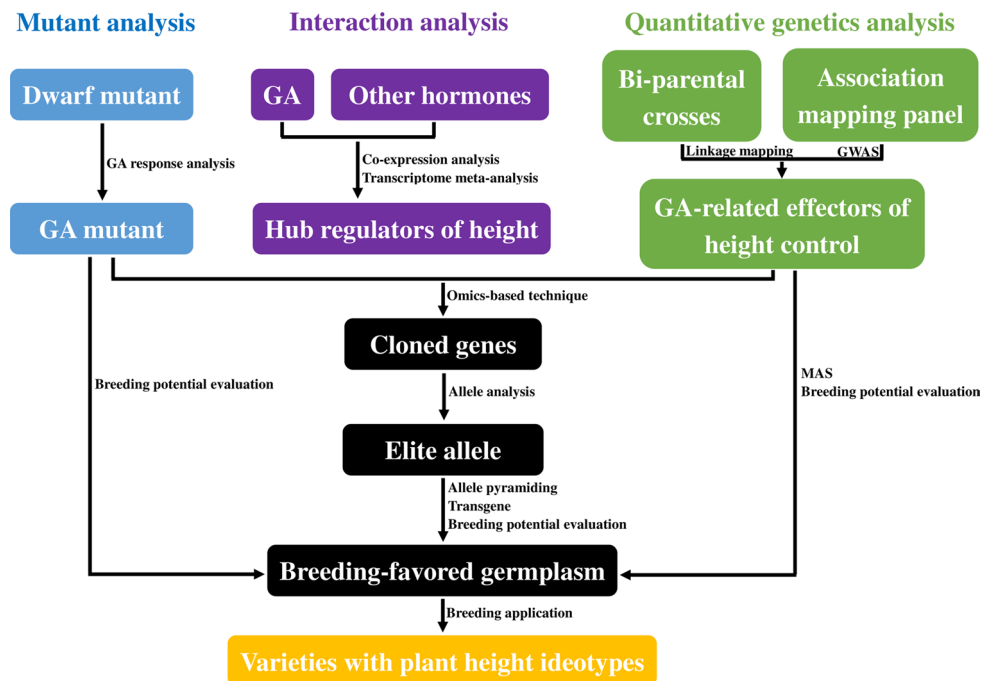 Mutant analysis
Interaction analysis
Quantitative genetics analysis
Dwarf mutant
GA
Other hormones
Bi-parental
crosses
Association
mapping panel
GA response analysis
Co-expression analysis
Transcriptome meta-analysis
Linkage mapping
GWAS
GA mutant
Hub regulators of height
GA-related effectors of
height control
Omics-based technique
Cloned genes
Breeding potential evaluation
MAS
Breeding potential evaluation
Allele analysis
Elite allele
Allele pyramiding
Transgene
Breeding potential evaluation
Breeding-favored germplasm
Breeding application
Varieties with plant height ideotypes